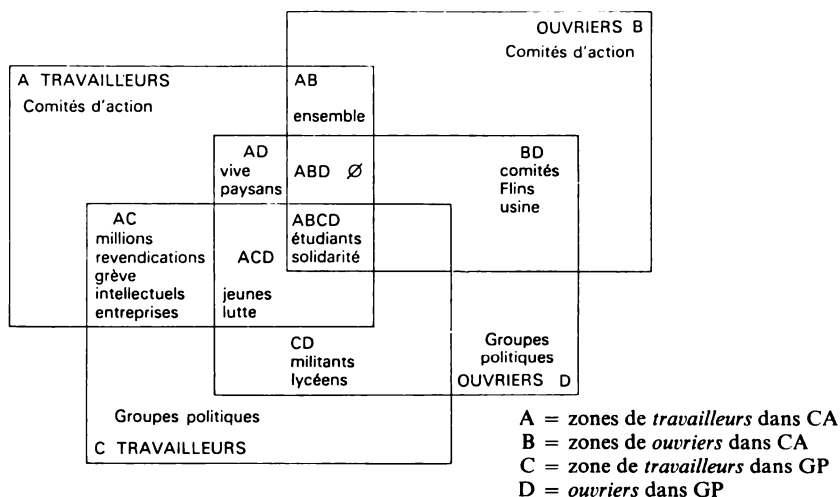 OUVRIERS B
Comités d'action
A TRAVAILLEURS
Comités d'action
AB
ensemble
AD
vive
paysans
ABD ∅
BD
comités
Flins
usine
AC
millions
revendications
grève
intellectuels
entreprises
ACD
jeunes
lutte
ABCD
étudiants
solidarité
CD
militants
lycéens
Groupes
politiques
OUVRIERS D
Groupes politiques
C TRAVAILLEURS
A = zones de travailleurs dans CA
B = zones de ouvriers dans CA
C = zone de travailleurs dans GP
D = ouvriers dans GP